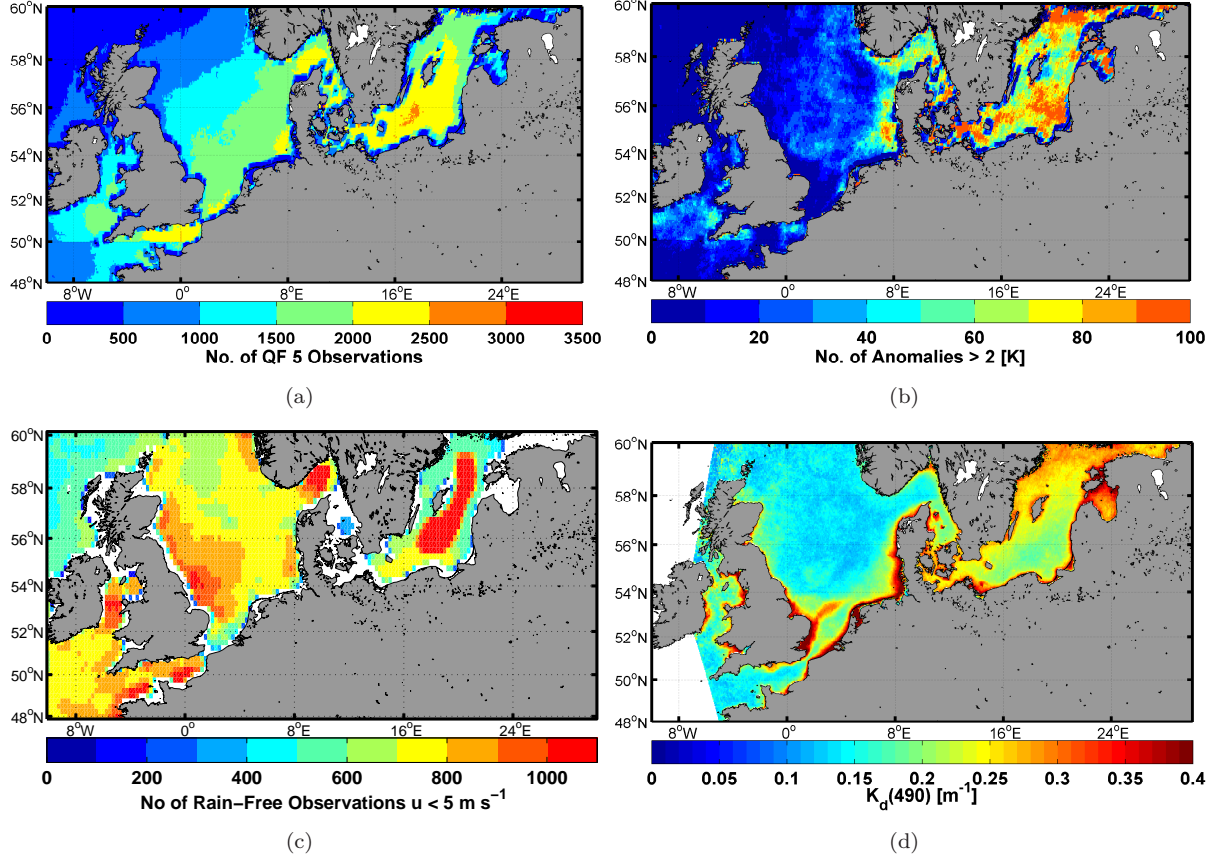 60°N
58°N
56°N
54°N
52°N
50°N
48°N
8°W 0° 8°E 16°E 24°E
0 500 1000 1500 2000 2500 3000 3500
No. of QF 5 Observations
(a)
60°N
58°N
56°N
54°N
52°N
50°N
48°N
8°W 0° 8°E 16°E 24°E
0 20 40 60 80 100
No. of Anomalies > 2 [K]
(b)
60°N
58°N
56°N
54°N
52°N
50°N
48°N
8°W 0° 8°E 16°E 24°E
0 200 400 600 800 1000
No of Rain−Free Observations u < 5 m s⁻¹
(c)
60°N
58°N
56°N
54°N
52°N
50°N
48°N
8°W 0° 8°E 16°E 24°E
0 0.05 0.1 0.15 0.2 0.25 0.3 0.35 0.4
K_d(490) [m⁻¹]
(d)